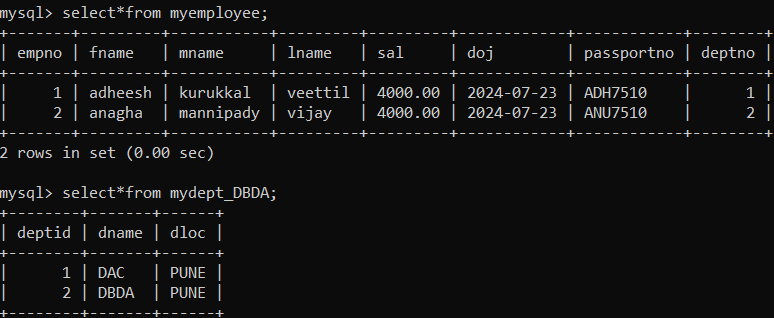 mysql> select*from myemployee;
+-------+---------+-----------+----------+---------+------------+------------+--------+
| empno | fname   | mname     | lname    | sal     | doj        | passportno | deptno |
+-------+---------+-----------+----------+---------+------------+------------+--------+
|     1 | adheesh | kurukkal  | veettil | 4000.00 | 2024-07-23 | ADH7510    |      1 |
|     2 | anagha  | mannipady | vijay   | 4000.00 | 2024-07-23 | ANU7510    |      2 |
+-------+---------+-----------+----------+---------+------------+------------+--------+
2 rows in set (0.00 sec)
mysql> select*from mydept_DBDA;
+--------+-------+------+
| deptid | dname | dloc |
+--------+-------+------+
|      1 | DAC   | PUNE |
|      2 | DBDA  | PUNE |
+--------+-------+------+